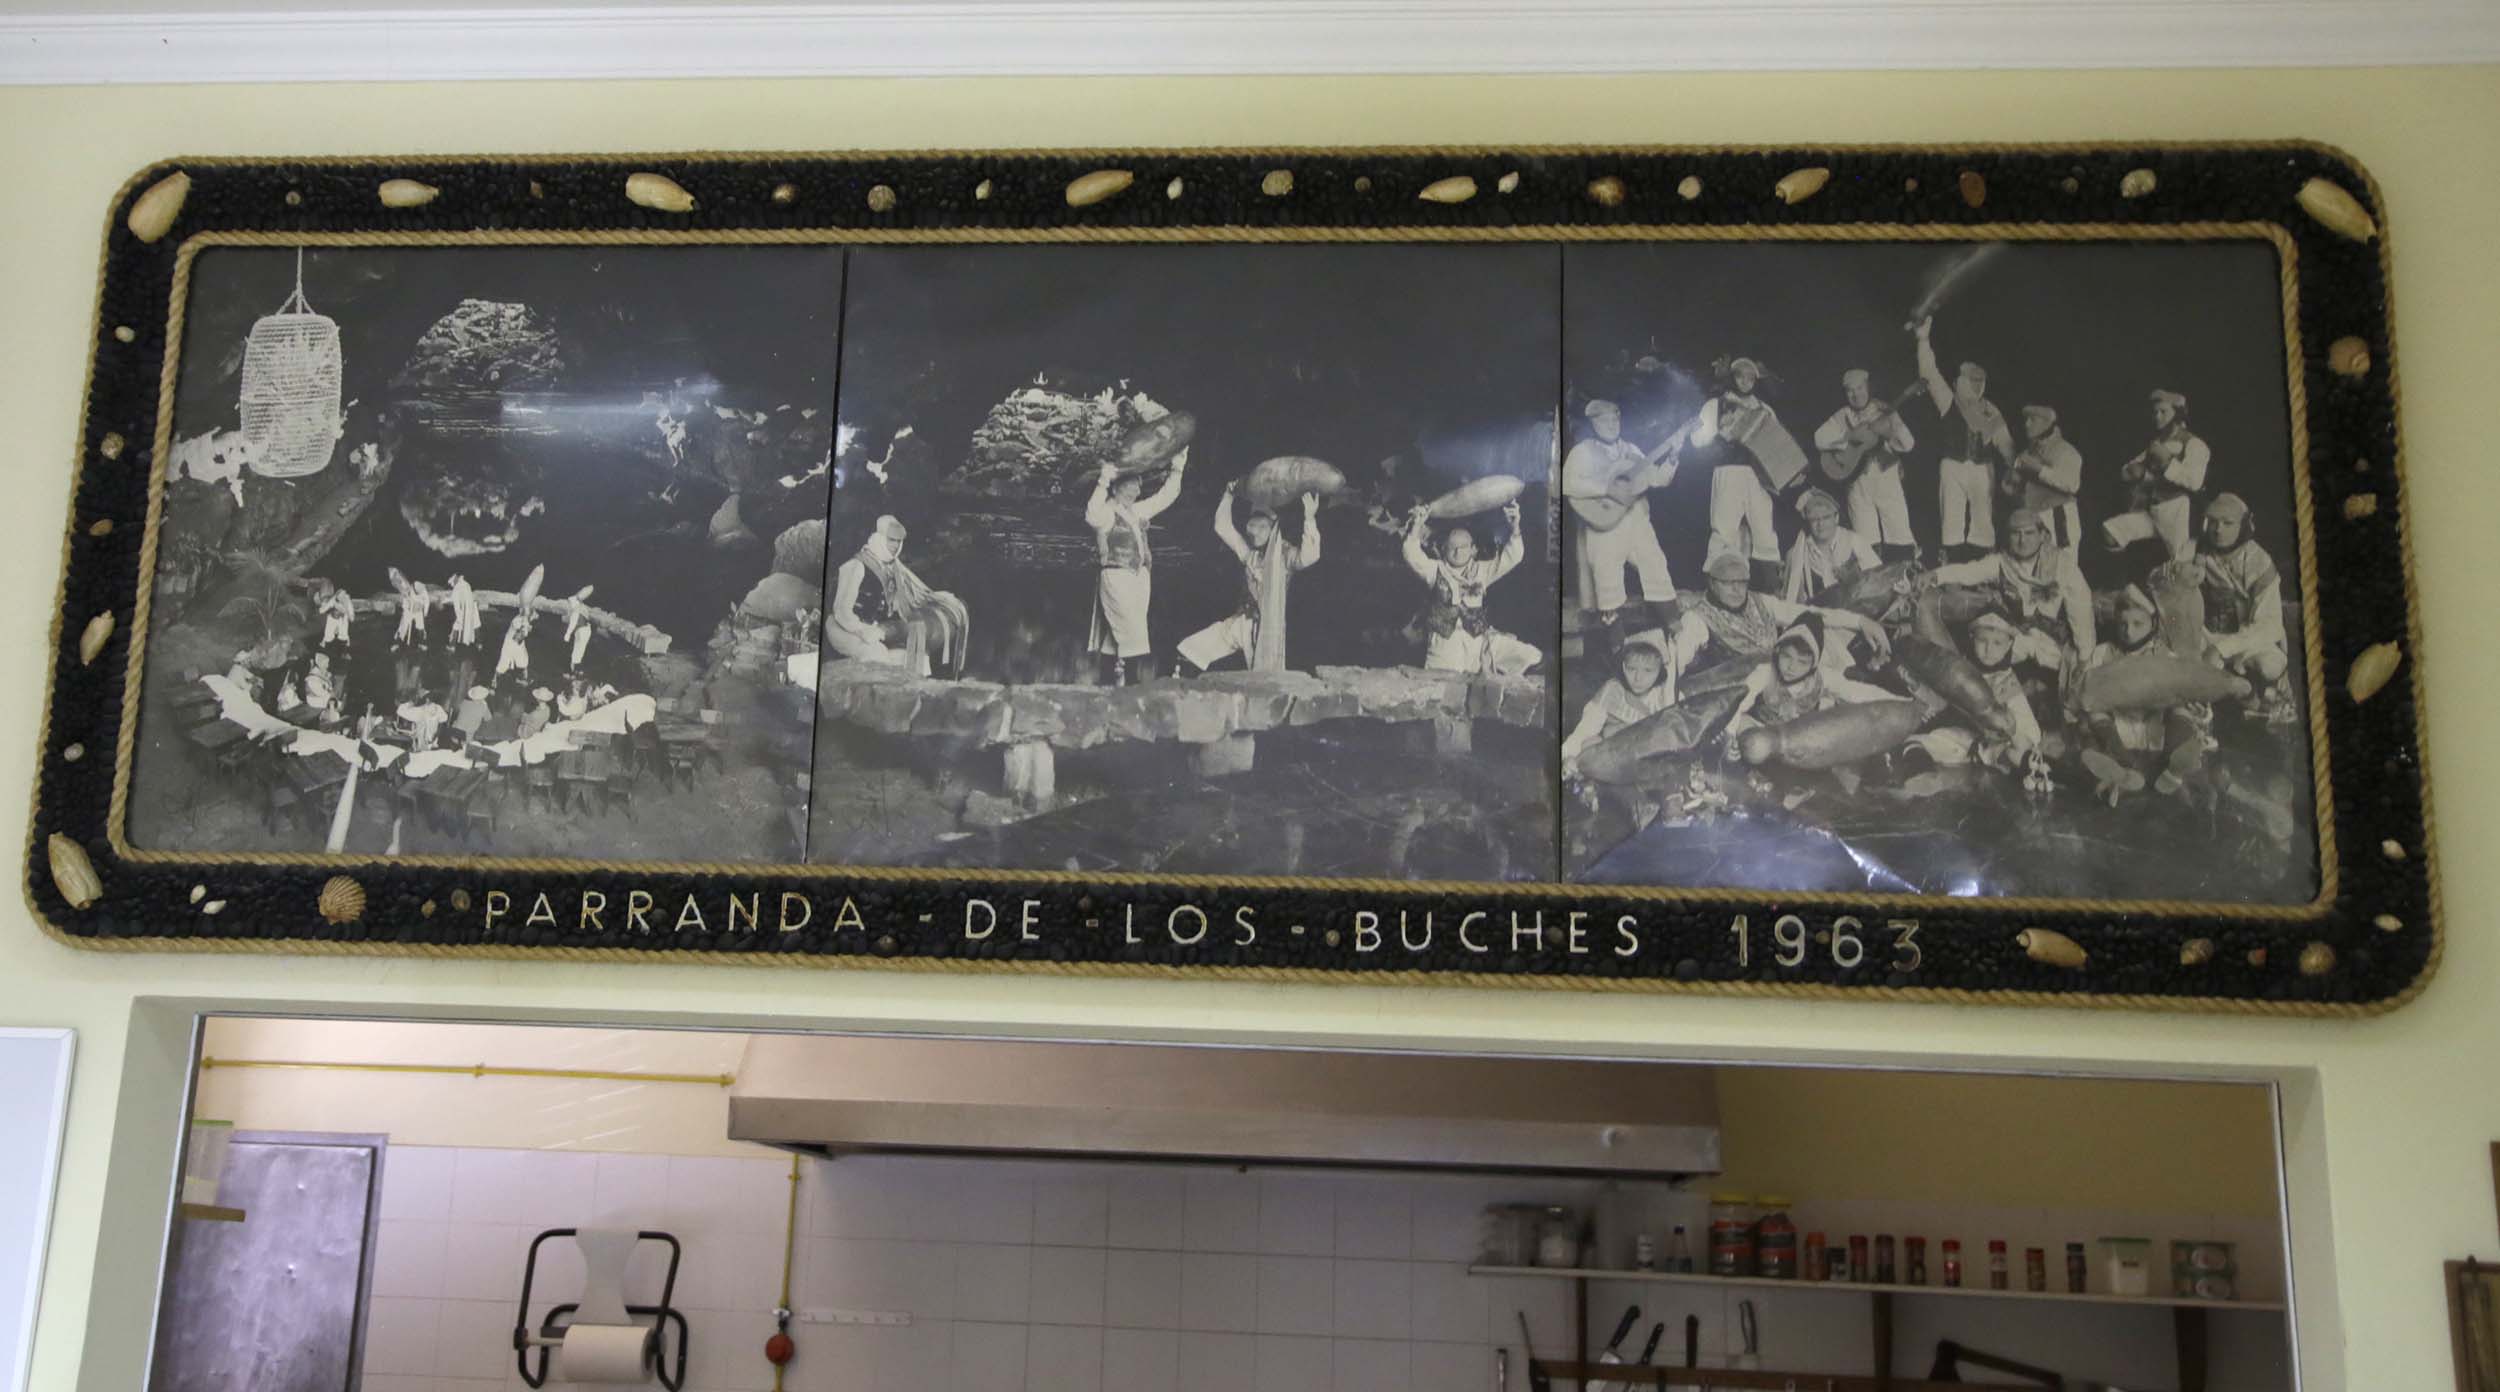 PARRANDA - DE - LOS - BUCHES 1963